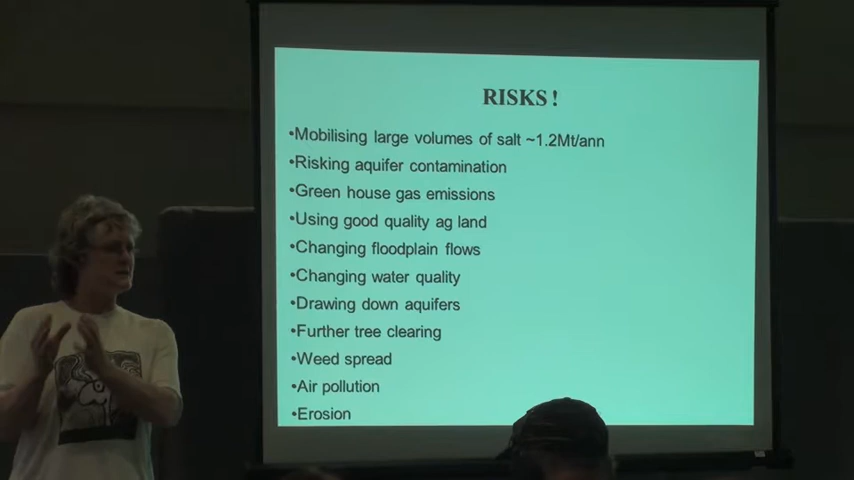 RISKS!
•Mobilising large volumes of salt ~1.2Mt/ann
•Risking aquifer contamination
•Green house gas emissions
•Using good quality ag land
•Changing floodplain flows
•Changing water quality
•Drawing down aquifers
•Further tree clearing
•Weed spread
•Air pollution
•Erosion